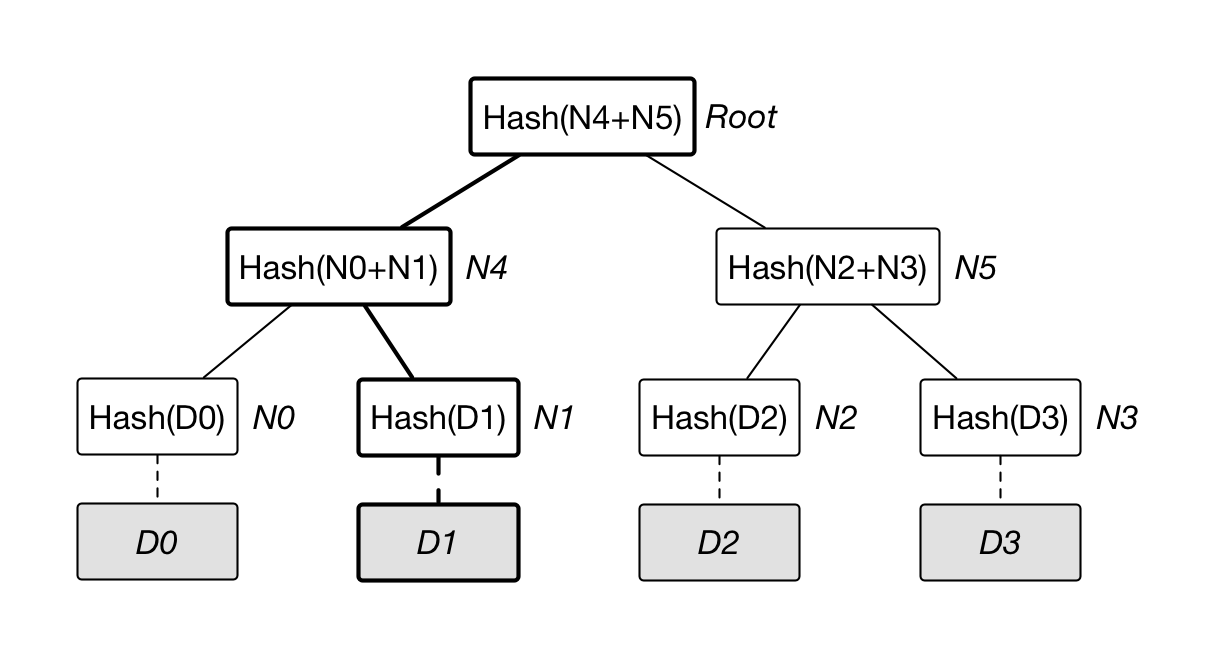 Hash(N4+N5) Root
Hash(N0+N1) N4 Hash(N2+N3) N5
Hash(D0) N0 Hash(D1) N1 Hash(D2) N2 Hash(D3) N3
D0 D1 D2 D3